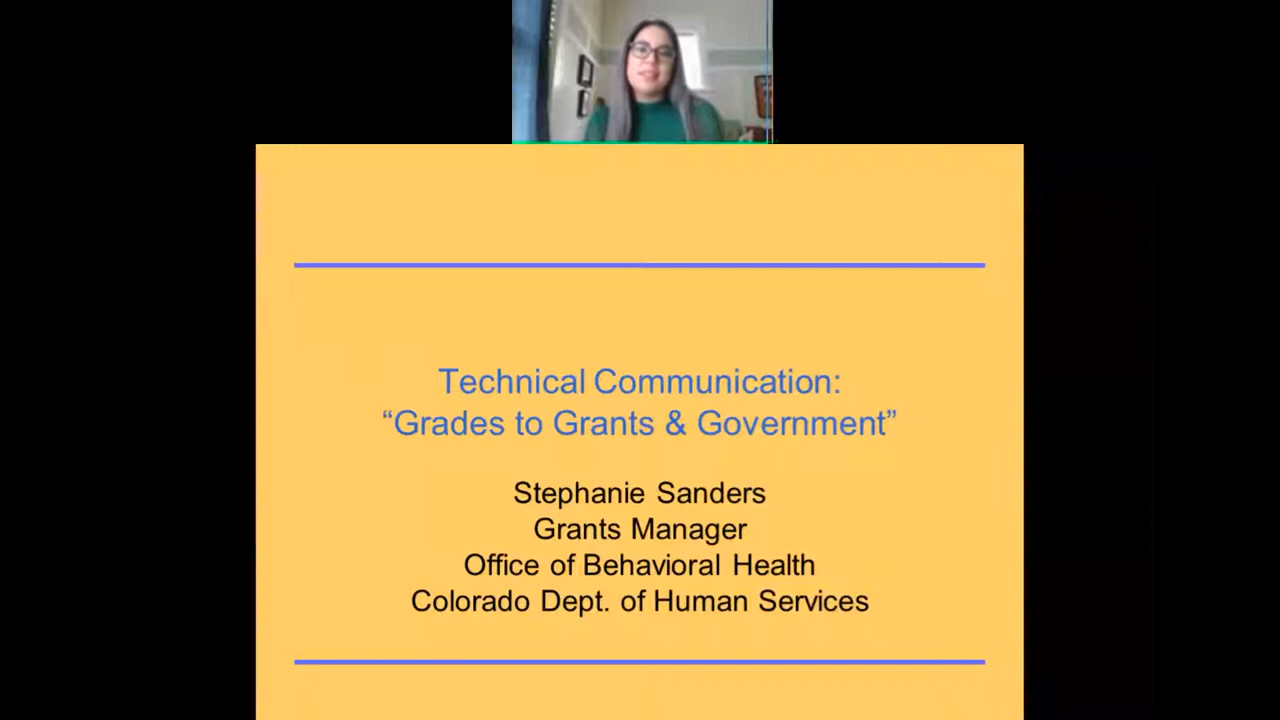 Technical Communication:
“Grades to Grants & Government”
Stephanie Sanders
Grants Manager
Office of Behavioral Health
Colorado Dept. of Human Services